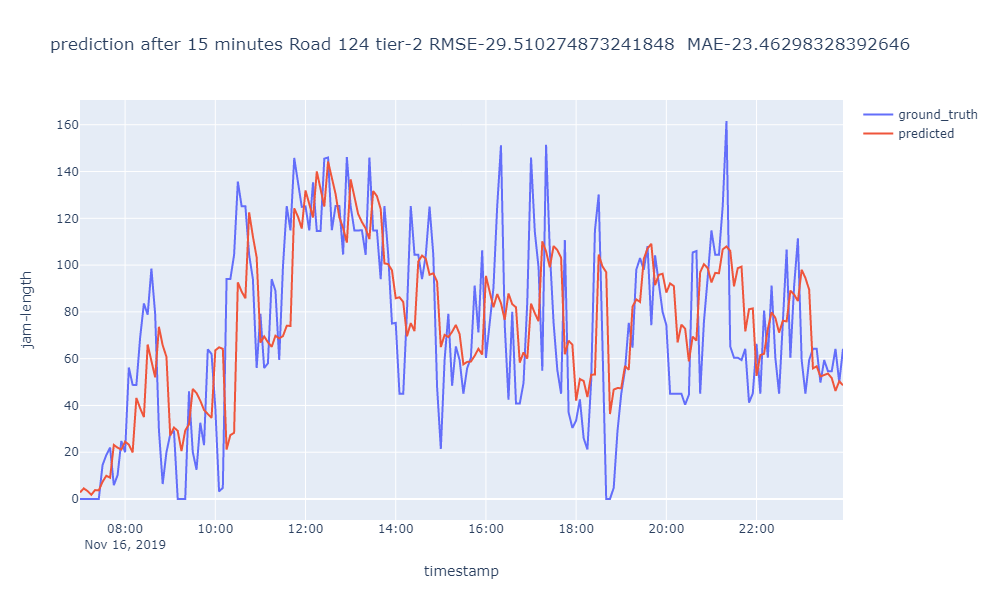 prediction after 15 minutes Road 124 tier-2 RMSE-29.510274873241848  MAE-23.46298328392646
ground_truth
predicted
160
140
120
100
80
60
40
20
0
jam-length
08:00 10:00 12:00 14:00 16:00 18:00 20:00 22:00
Nov 16, 2019
timestamp